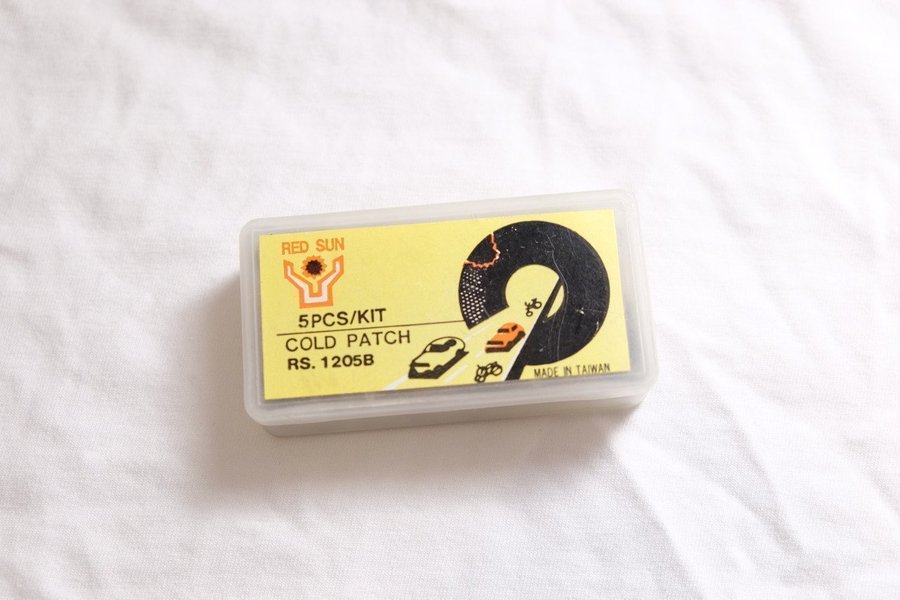 RED SUN
5PCS/KIT
COLD PATCH
RS. 1205B
MADE IN TAIWAN